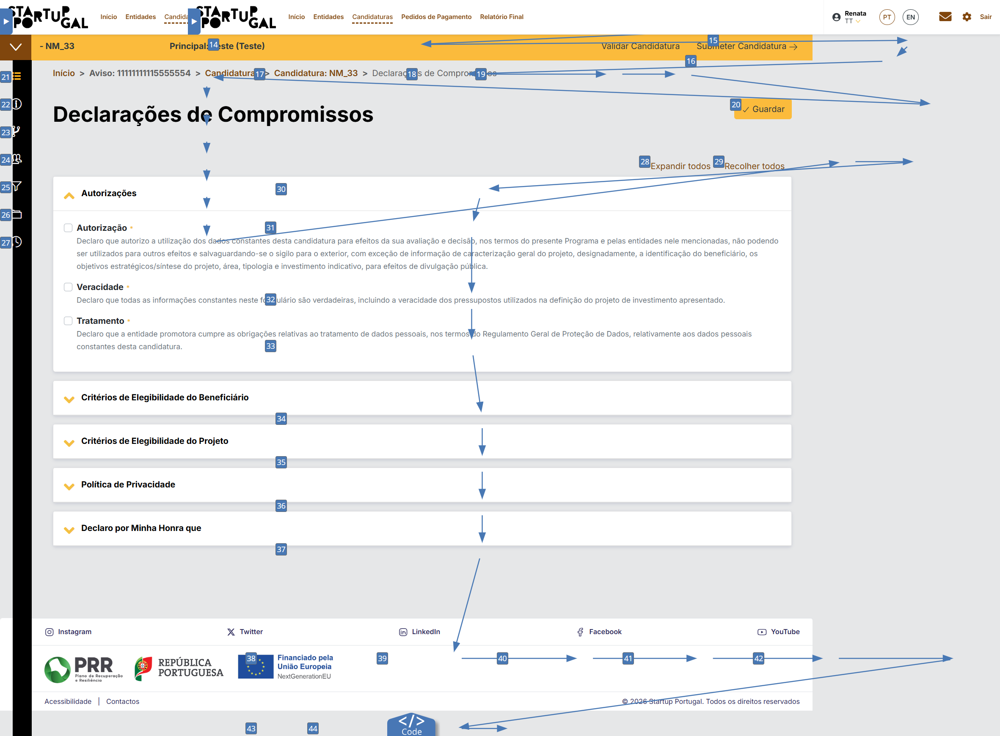 STARTUP PORTUGAL
Início Entidades Candida
STARTUP PORTUGAL
Início Entidades Candidaturas Pedidos de Pagamento Relatório Final
Renata
TT
PT EN Sair
- NM_33 Principal: 14 este (Teste) Validar Candidatura 15 Submeter Candidatura
16
Início > Aviso: 11111111115555554 > Candidatura 17 > Candidatura: NM_33 > Declarações 18 de Compromissos 19
21
22
23
24
25
26
27
Declarações de Compromissos
20 Guardar
28 Expandir todos 29 Recolher todos
Autorizações 30
Autorização * 31
Declaro que autorizo a utilização dos dados constantes desta candidatura para efeitos da sua avaliação e decisão, nos termos do presente Programa e pelas entidades nele mencionadas, não podendo
ser utilizados para outros efeitos e salvaguardando-se o sigilo para o exterior, com exceção de informação de caracterização geral do projeto, designadamente, a identificação do beneficiário, os
objetivos estratégicos/síntese do projeto, área, tipologia e investimento indicativo, para efeitos de divulgação pública.
Veracidade *
Declaro que todas as informações constantes neste formulário são verdadeiras, incluindo a veracidade dos pressupostos utilizados na definição do projeto de investimento apresentado.
32
Tratamento *
Declaro que a entidade promotora cumpre as obrigações relativas ao tratamento de dados pessoais, nos termos do Regulamento Geral de Proteção de Dados, relativamente aos dados pessoais
constantes desta candidatura.
33
Critérios de Elegibilidade do Beneficiário
34
Critérios de Elegibilidade do Projeto
35
Política de Privacidade
36
Declaro por Minha Honra que
37
Instagram Twitter LinkedIn Facebook YouTube
PRR
Plano de Recuperação
e Resiliência
REPÚBLICA
PORTUGUESA
38
Financiado pela
União Europeia
NextGenerationEU
39 40 41 42
Acessibilidade | Contactos © 2026 Startup Portugal. Todos os direitos reservados
43 44
</>
Code